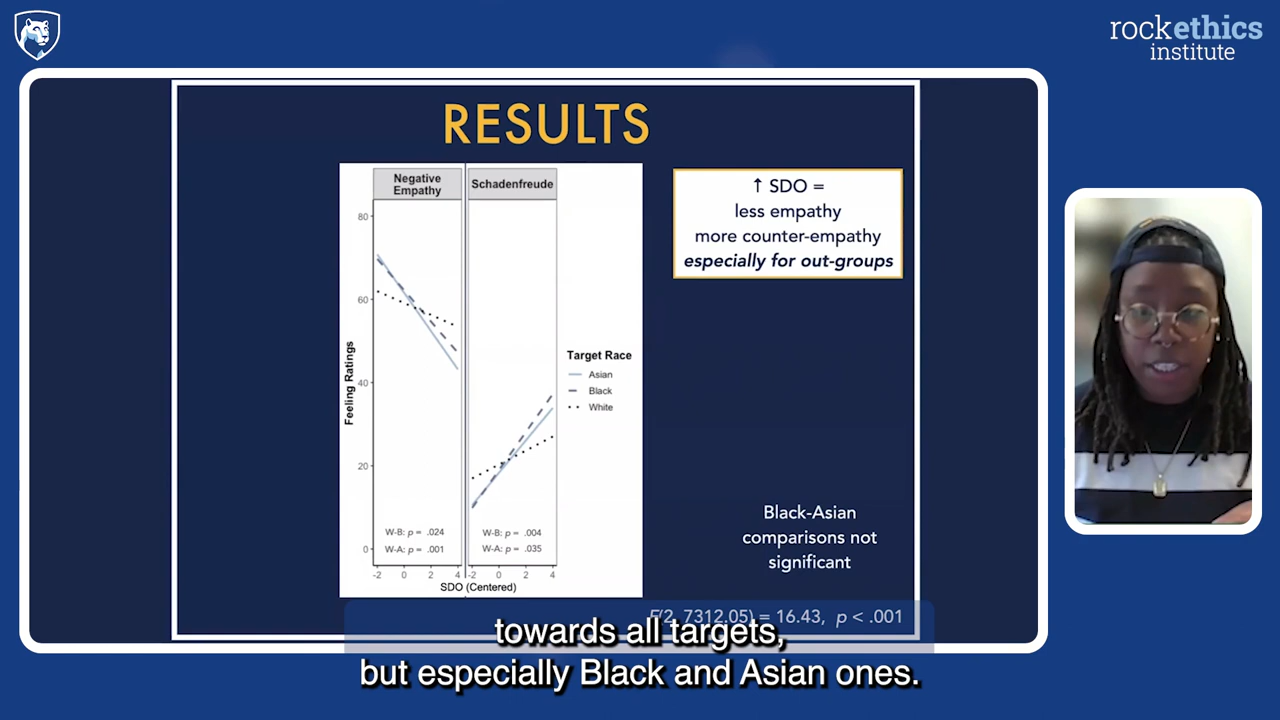 rockethics
institute
RESULTS
Negative
Empathy
Schadenfreude
80
60
40
20
0
Feeling Ratings
W-B: p = .024
W-A: p = .001
W-B: p = .004
W-A: p = .035
-2 0 2 4
-2 0 2 4
SDO (Centered)
Target Race
Asian
Black
White
↑ SDO =
less empathy
more counter-empathy
especially for out-groups
Black-Asian
comparisons not
significant
F(2, 7312.05) = 16.43, p < .001
towards all targets,
but especially Black and Asian ones.